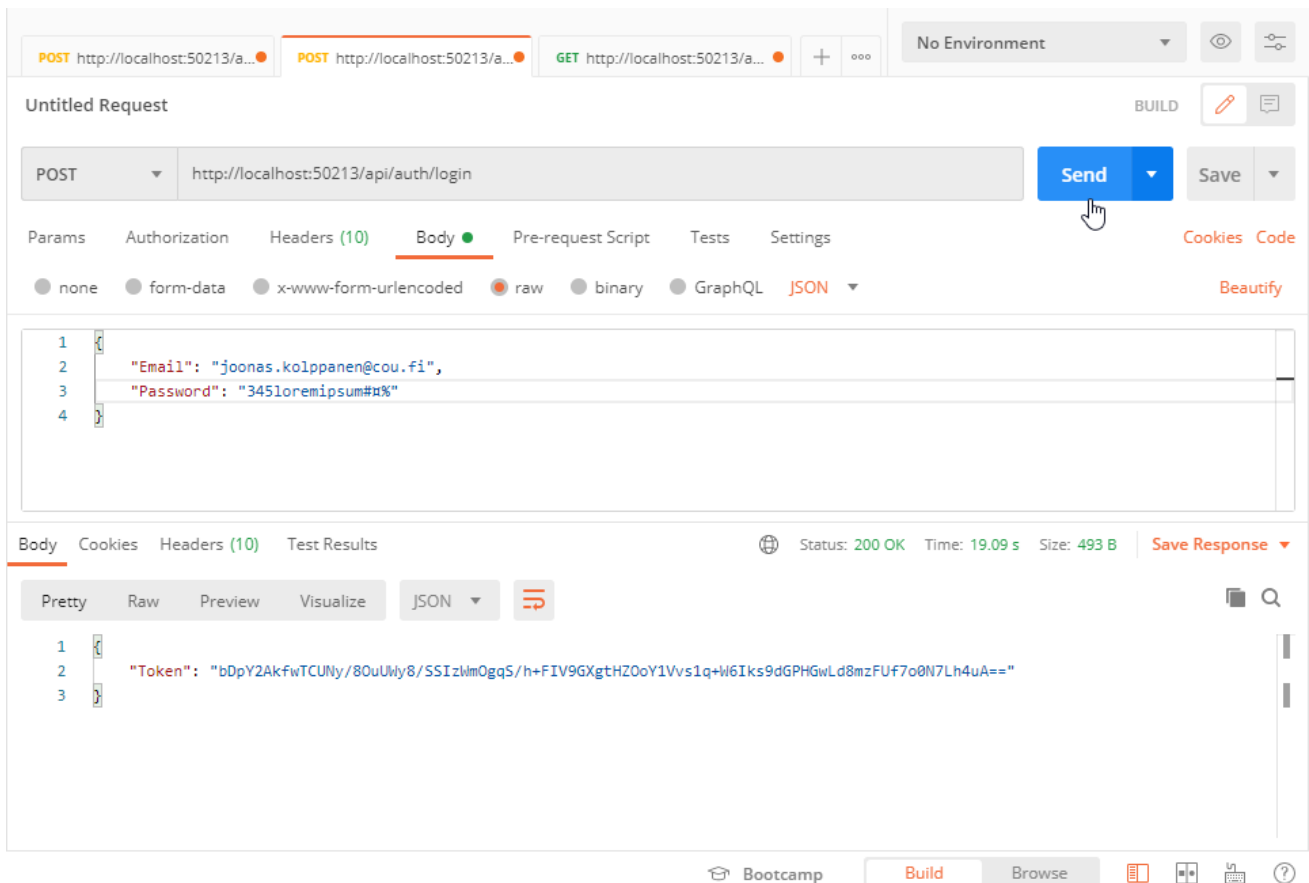 POST http://localhost:50213/a... POST http://localhost:50213/a... GET http://localhost:50213/a... No Environment
Untitled Request BUILD
POST http://localhost:50213/api/auth/login Send Save
Params Authorization Headers (10) Body Pre-request Script Tests Settings Cookies Code
none form-data x-www-form-urlencoded raw binary GraphQL JSON Beautify
1 {
2 "Email": "joonas.kolppanen@cou.fi",
3 "Password": "345loremipsum#¤%"
4 }
Body Cookies Headers (10) Test Results Status: 200 OK Time: 19.09 s Size: 493 B Save Response
Pretty Raw Preview Visualize JSON
1 {
2 "Token": "bDpY2AkfwTCUNy/8OuUWy8/SSIzWmOgqS/h+FIV9GXgtHZOoY1Vvs1q+W6Iks9dGPHGwLd8mzFUf7o0N7Lh4uA=="
3 }
Bootcamp Build Browse